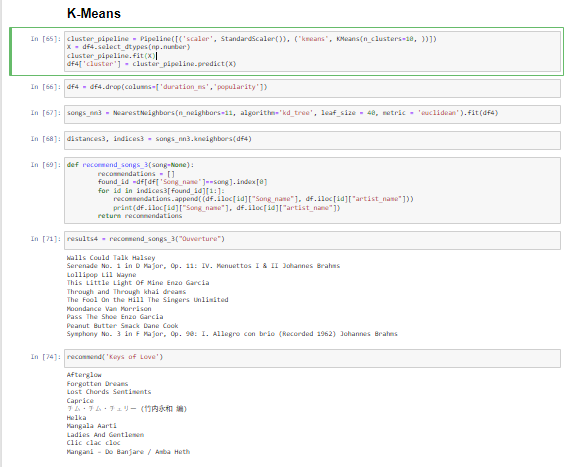 K-Means
In [65]: cluster_pipeline = Pipeline([('scaler', StandardScaler()), ('kmeans', KMeans(n_clusters=10, ))])
X = df4.select_dtypes(np.number)
cluster_pipeline.fit(X)
df4['cluster'] = cluster_pipeline.predict(X)
In [66]: df4 = df4.drop(columns=['duration_ms','popularity'])
In [67]: songs_nn3 = NearestNeighbors(n_neighbors=11, algorithm='kd_tree', leaf_size = 40, metric = 'euclidean').fit(df4)
In [68]: distances3, indices3 = songs_nn3.kneighbors(df4)
In [69]: def recommend_songs_3(song=None):
recommendations = []
found_id =df[df['Song_name']==song].index[0]
for id in indices3[found_id][1:]:
recommendations.append((df.iloc[id]["Song_name"], df.iloc[id]["artist_name"]))
print(df.iloc[id]["Song_name"], df.iloc[id]["artist_name"])
return recommendations
In [71]: results4 = recommend_songs_3("Ouverture")
Walls Could Talk Halsey
Serenade No. 1 in D Major, Op. 11: IV. Menuettos I & II Johannes Brahms
Lollipop Lil Wayne
This Little Light Of Mine Enzo Garcia
Through and Through khai dreams
The Fool On the Hill The Singers Unlimited
Moondance Van Morrison
Pass The Shoe Enzo Garcia
Peanut Butter Smack Dane Cook
Symphony No. 3 in F Major, Op. 90: I. Allegro con brio (Recorded 1962) Johannes Brahms
In [74]: recommend('Keys of Love')
Afterglow
Forgotten Dreams
Lost Chords Sentiments
Caprice
(竹内永和 編)
Helka
Mangala Aarti
Ladies And Gentlemen
Clic clac cloc
Mangani - Do Banjare / Amba Heth